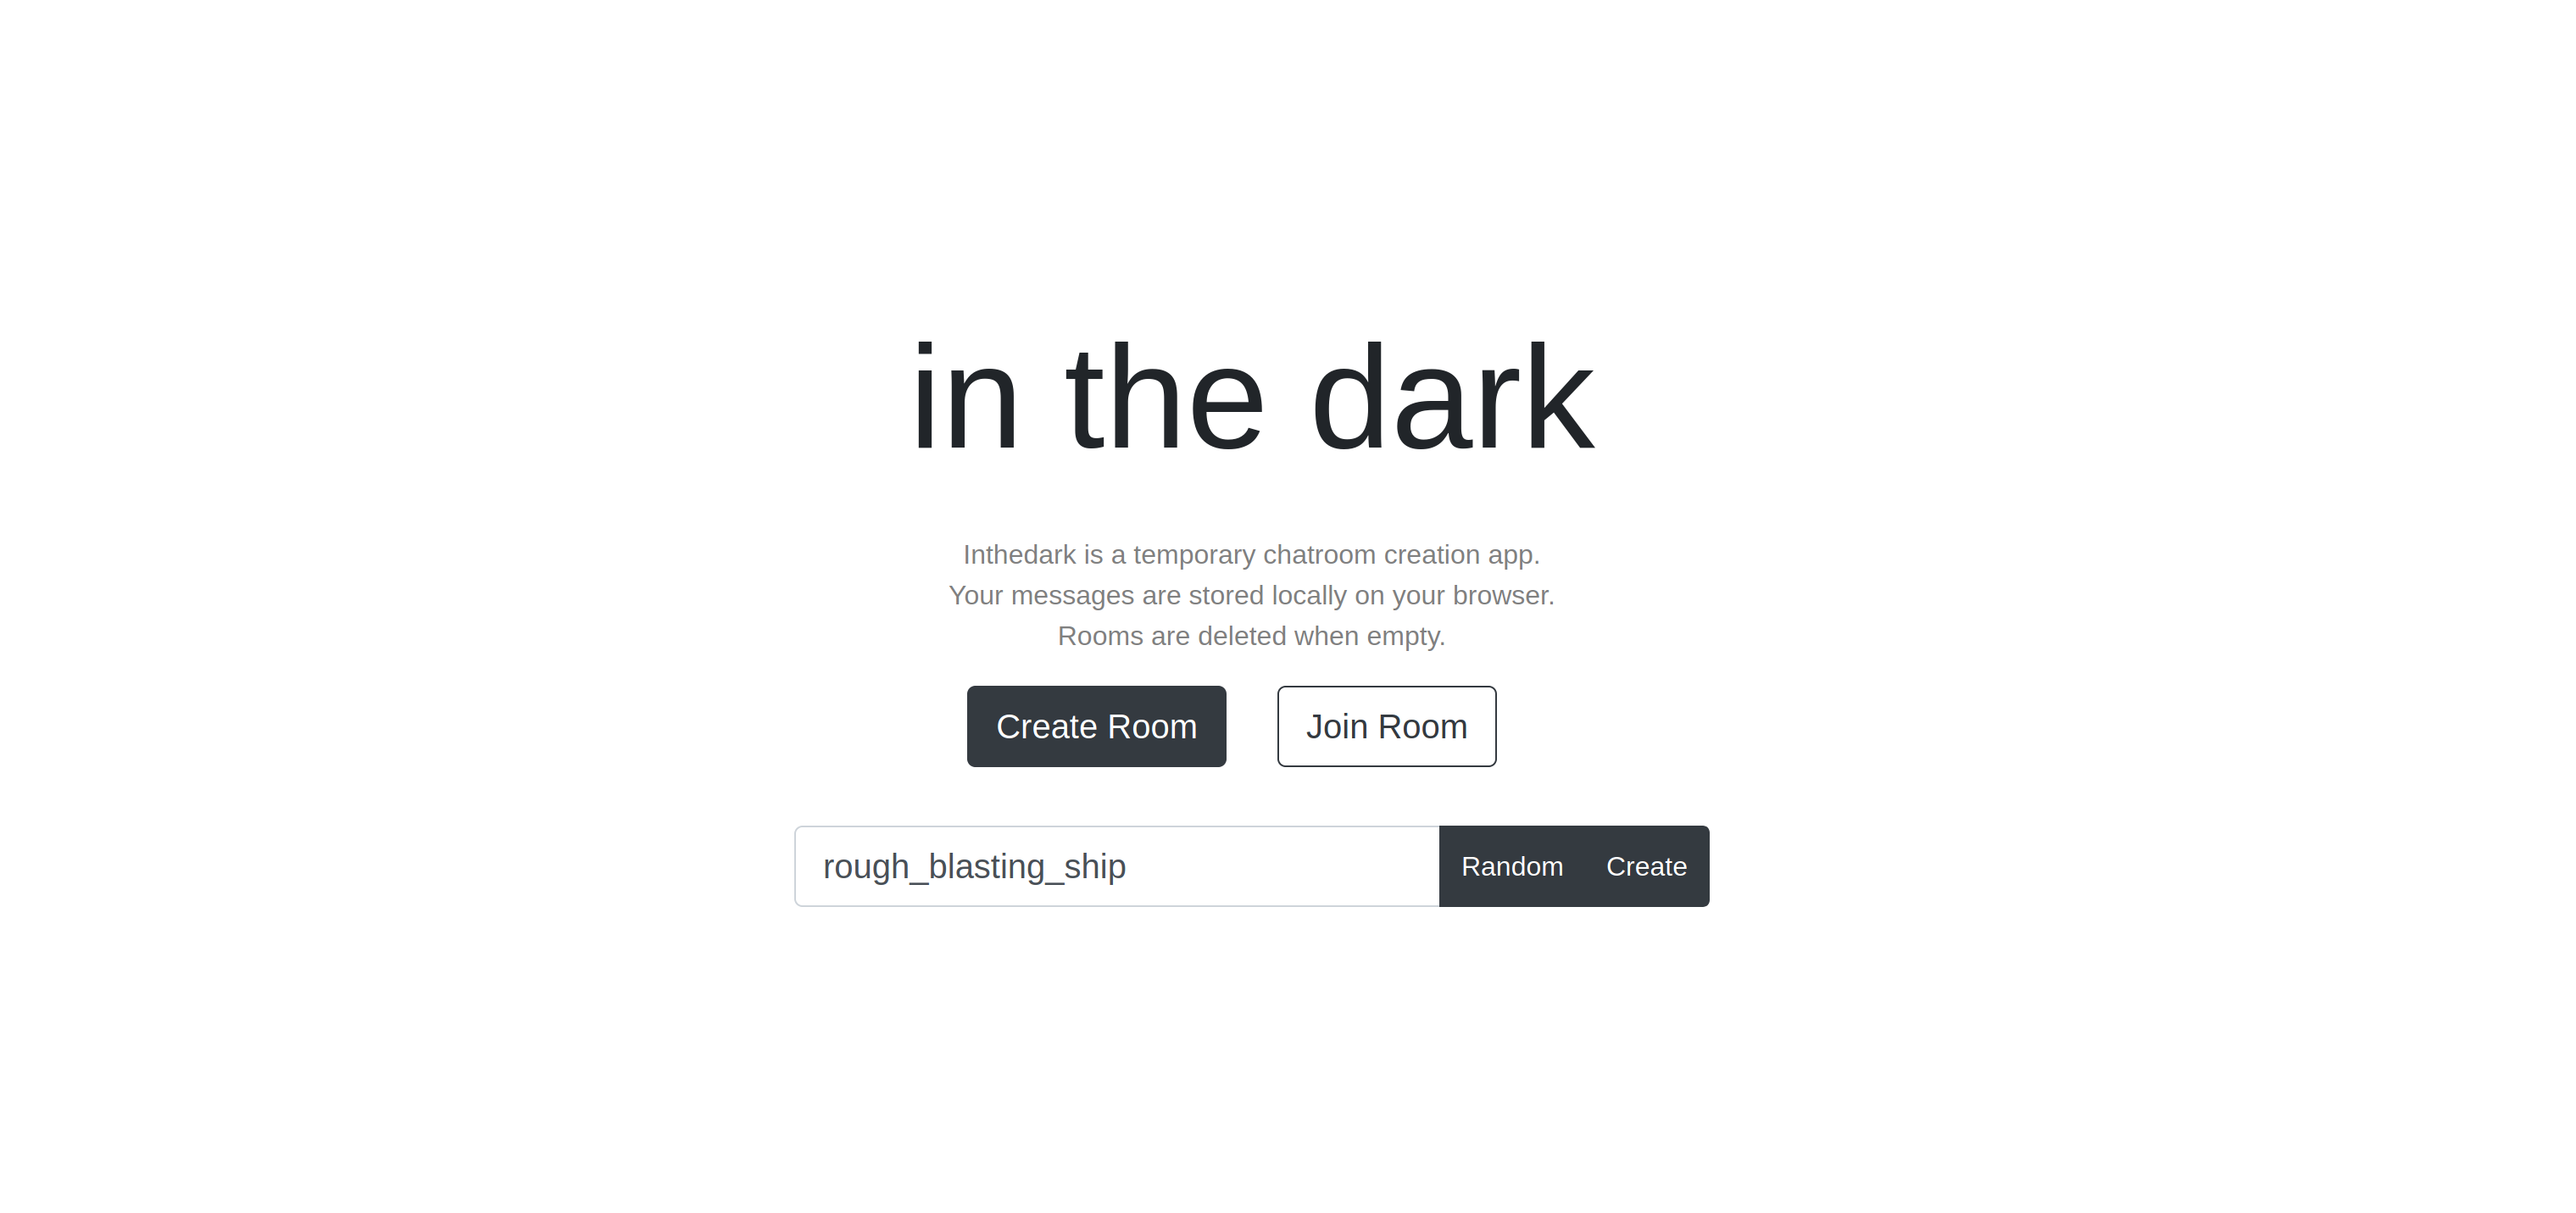 in the dark
Inthedark is a temporary chatroom creation app.
Your messages are stored locally on your browser.
Rooms are deleted when empty.
Create Room Join Room
rough_blasting_ship Random Create